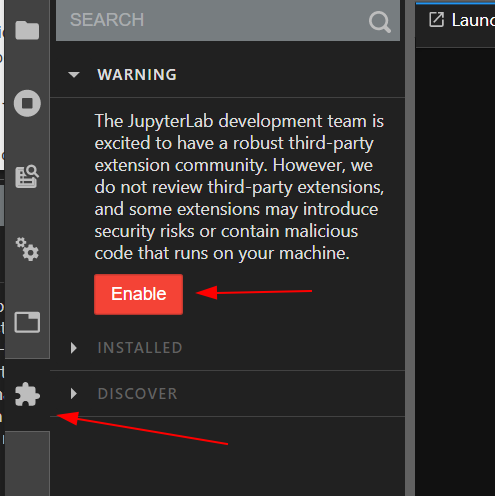 SEARCH
Launc
WARNING
The JupyterLab development team is
excited to have a robust third-party
extension community. However, we
do not review third-party extensions,
and some extensions may introduce
security risks or contain malicious
code that runs on your machine.
Enable
INSTALLED
DISCOVER